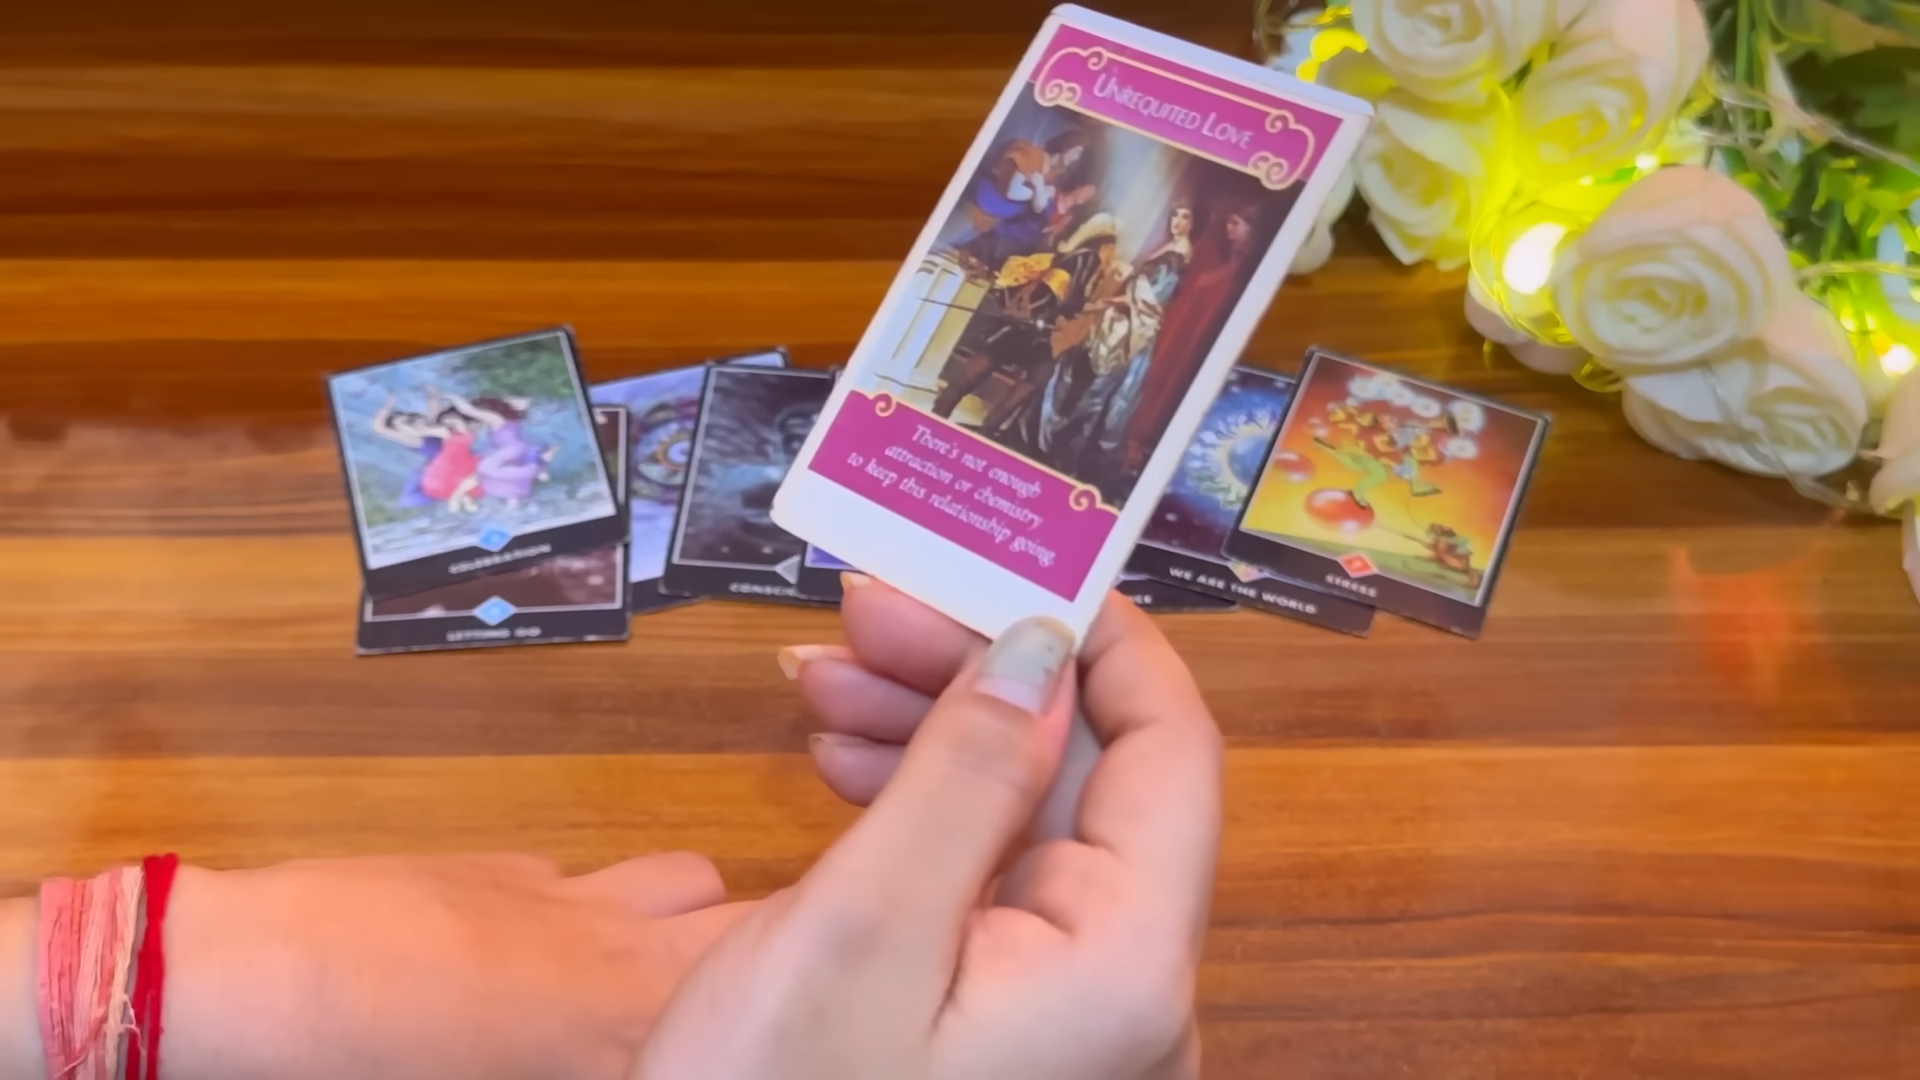 UNREQUITED LOVE
There's not enough
attraction or chemistry
to keep this relationship going.
CELEBRATION
LETTING GO
WE ARE THE WORLD
STRESS